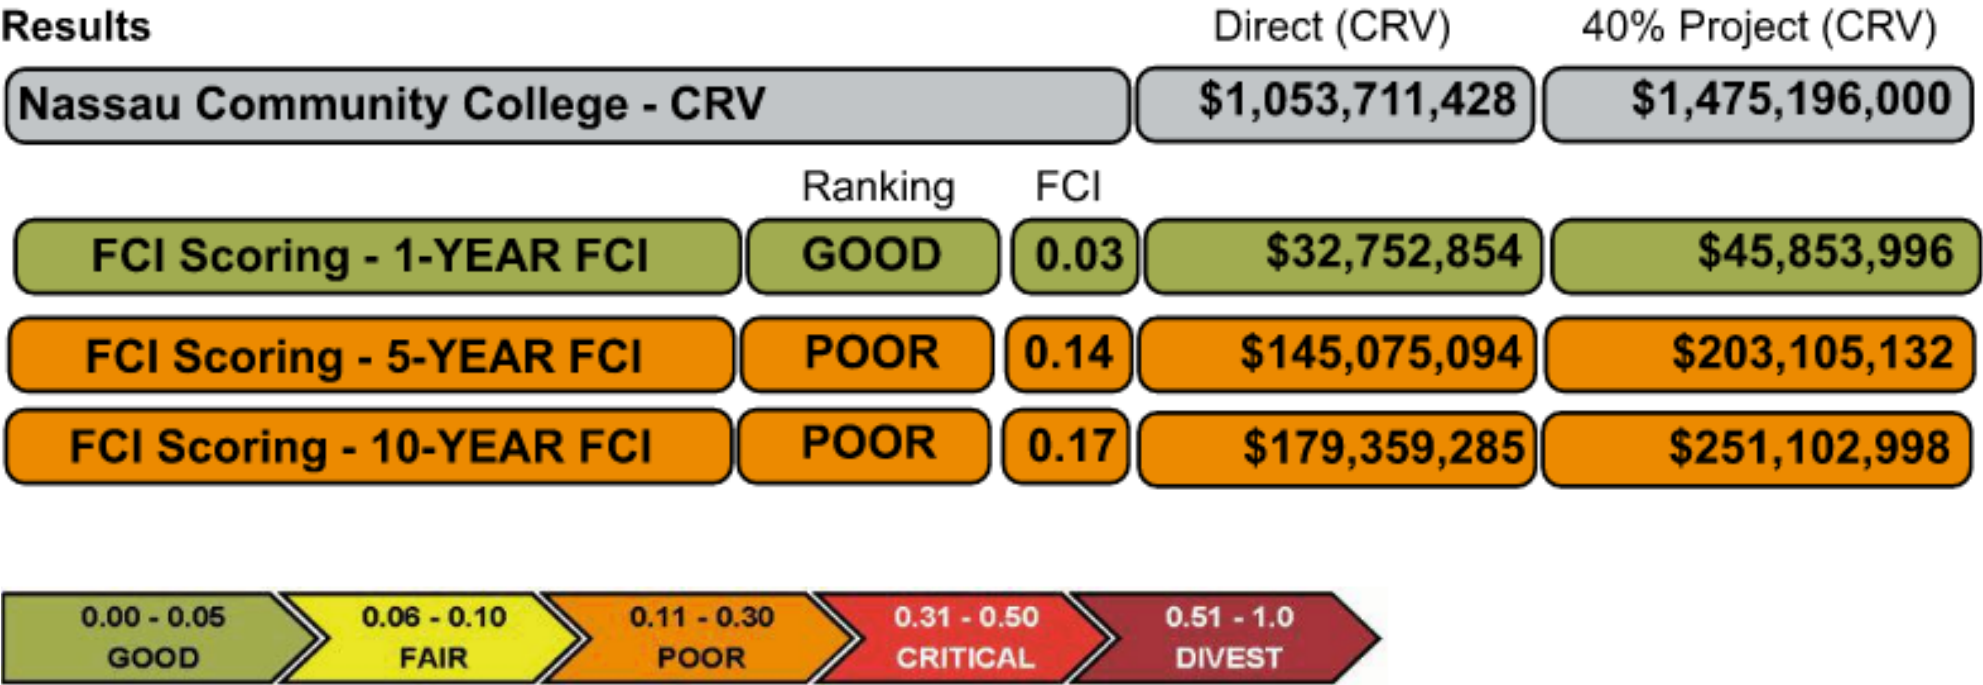 Results Direct (CRV) 40% Project (CRV)
Nassau Community College - CRV $1,053,711,428 $1,475,196,000
Ranking FCI
FCI Scoring - 1-YEAR FCI GOOD 0.03 $32,752,854 $45,853,996
FCI Scoring - 5-YEAR FCI POOR 0.14 $145,075,094 $203,105,132
FCI Scoring - 10-YEAR FCI POOR 0.17 $179,359,285 $251,102,998
0.00 - 0.05 0.06 - 0.10 0.11 - 0.30 0.31 - 0.50 0.51 - 1.0
GOOD FAIR POOR CRITICAL DIVEST